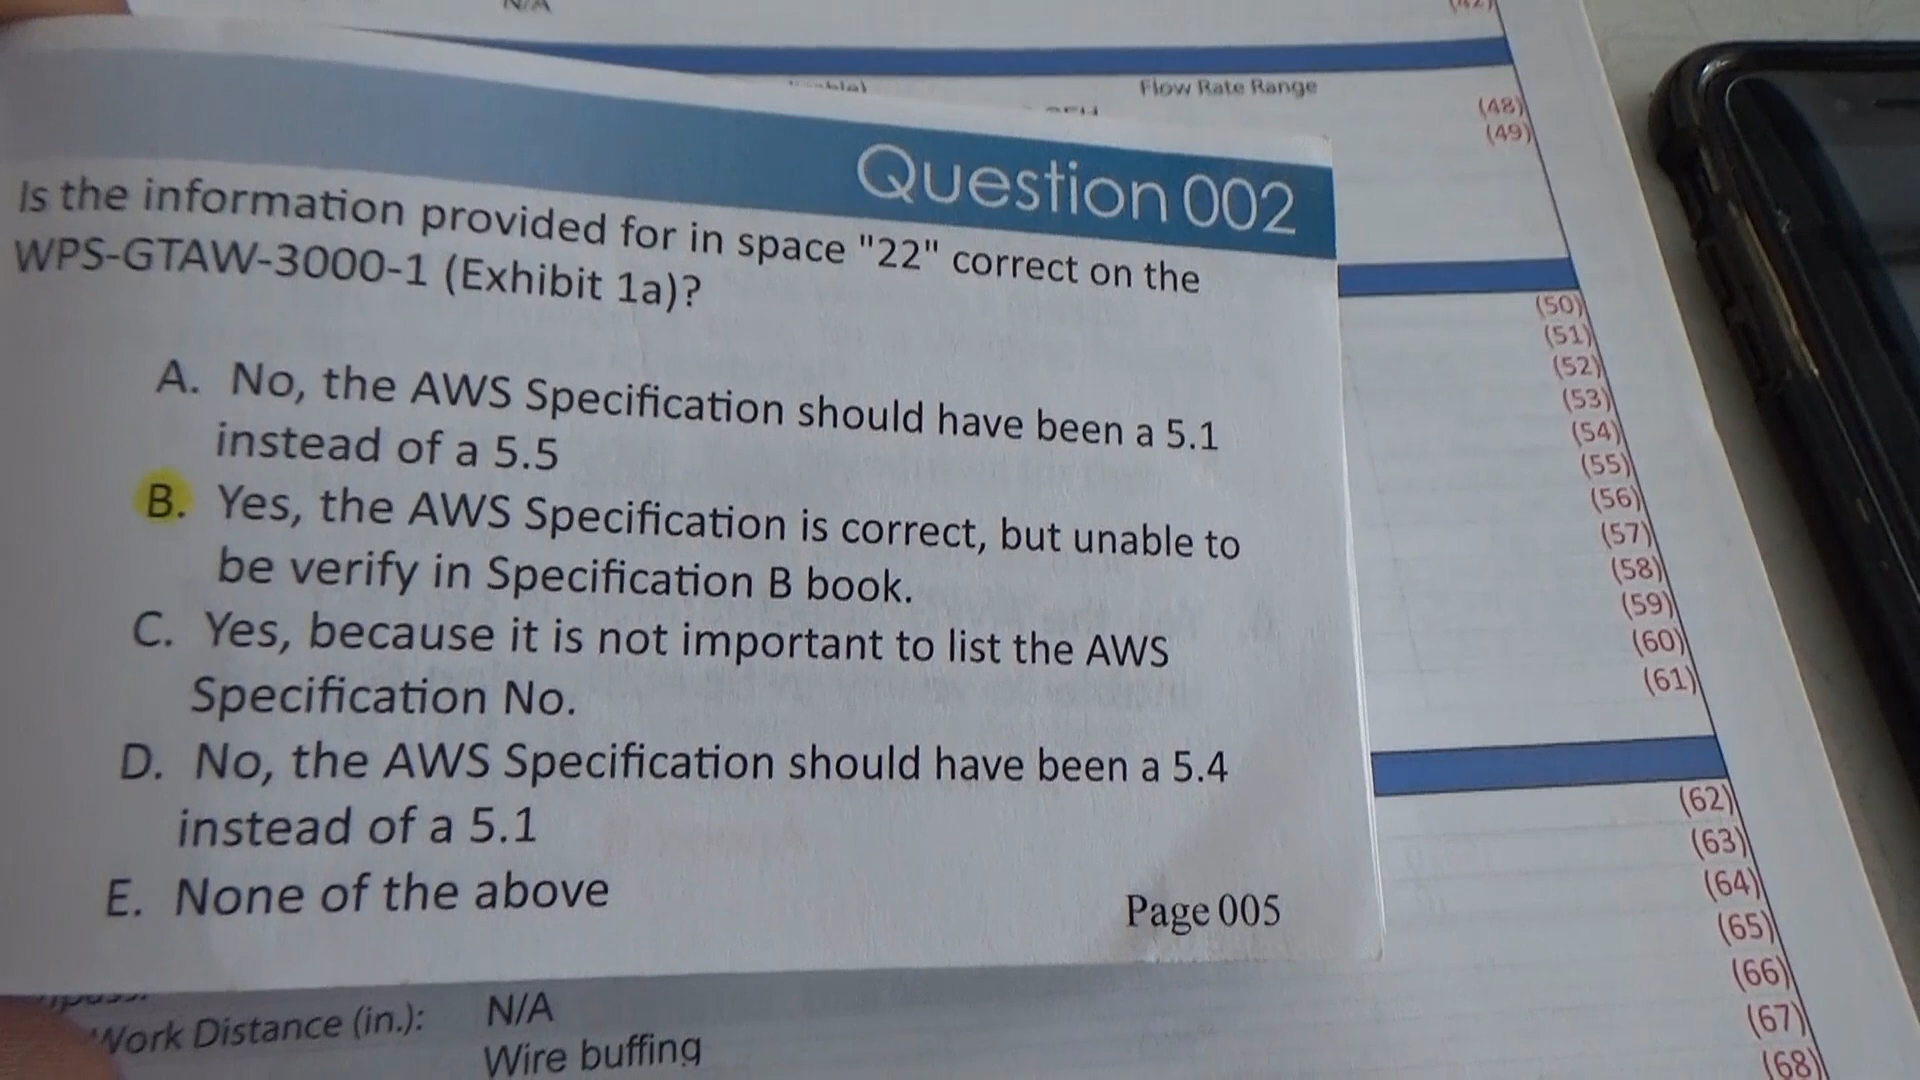 N/A
(42)
Flow Rate Range
(48)
(49)
Question 002
Is the information provided for in space "22" correct on the
WPS-GTAW-3000-1 (Exhibit 1a)?
A. No, the AWS Specification should have been a 5.1
instead of a 5.5
B. Yes, the AWS Specification is correct, but unable to
be verify in Specification B book.
C. Yes, because it is not important to list the AWS
Specification No.
D. No, the AWS Specification should have been a 5.4
instead of a 5.1
E. None of the above
Page 005
(50)
(51)
(52)
(53)
(54)
(55)
(56)
(57)
(58)
(59)
(60)
(61)
(62)
(63)
(64)
(65)
(66)
(67)
(68)
Work Distance (in.): N/A
Wire buffing